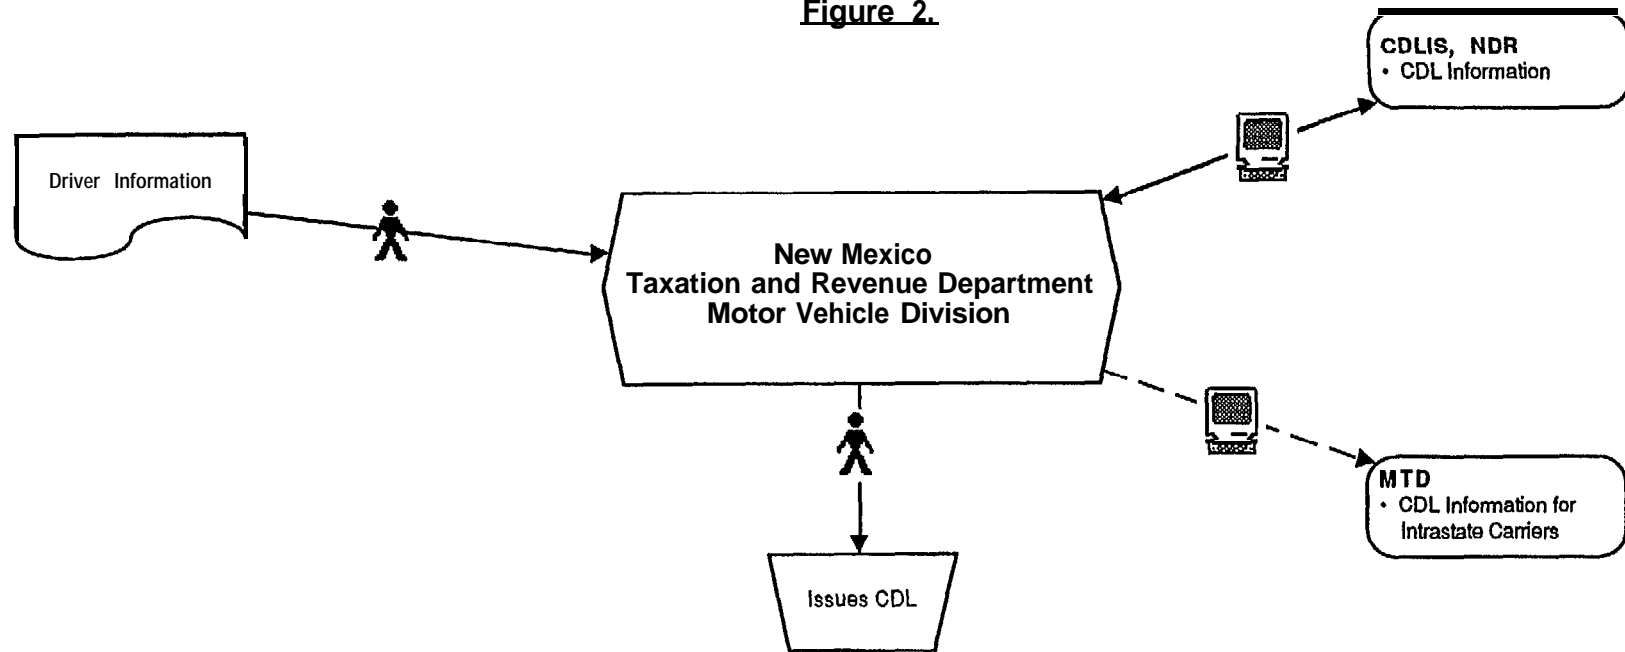 Figure 2.
CDLIS, NDR
• CDL Information
Driver Information
New Mexico
Taxation and Revenue Department
Motor Vehicle Division
MTD
• CDL Information for
Intrastate Carriers
Issues CDL